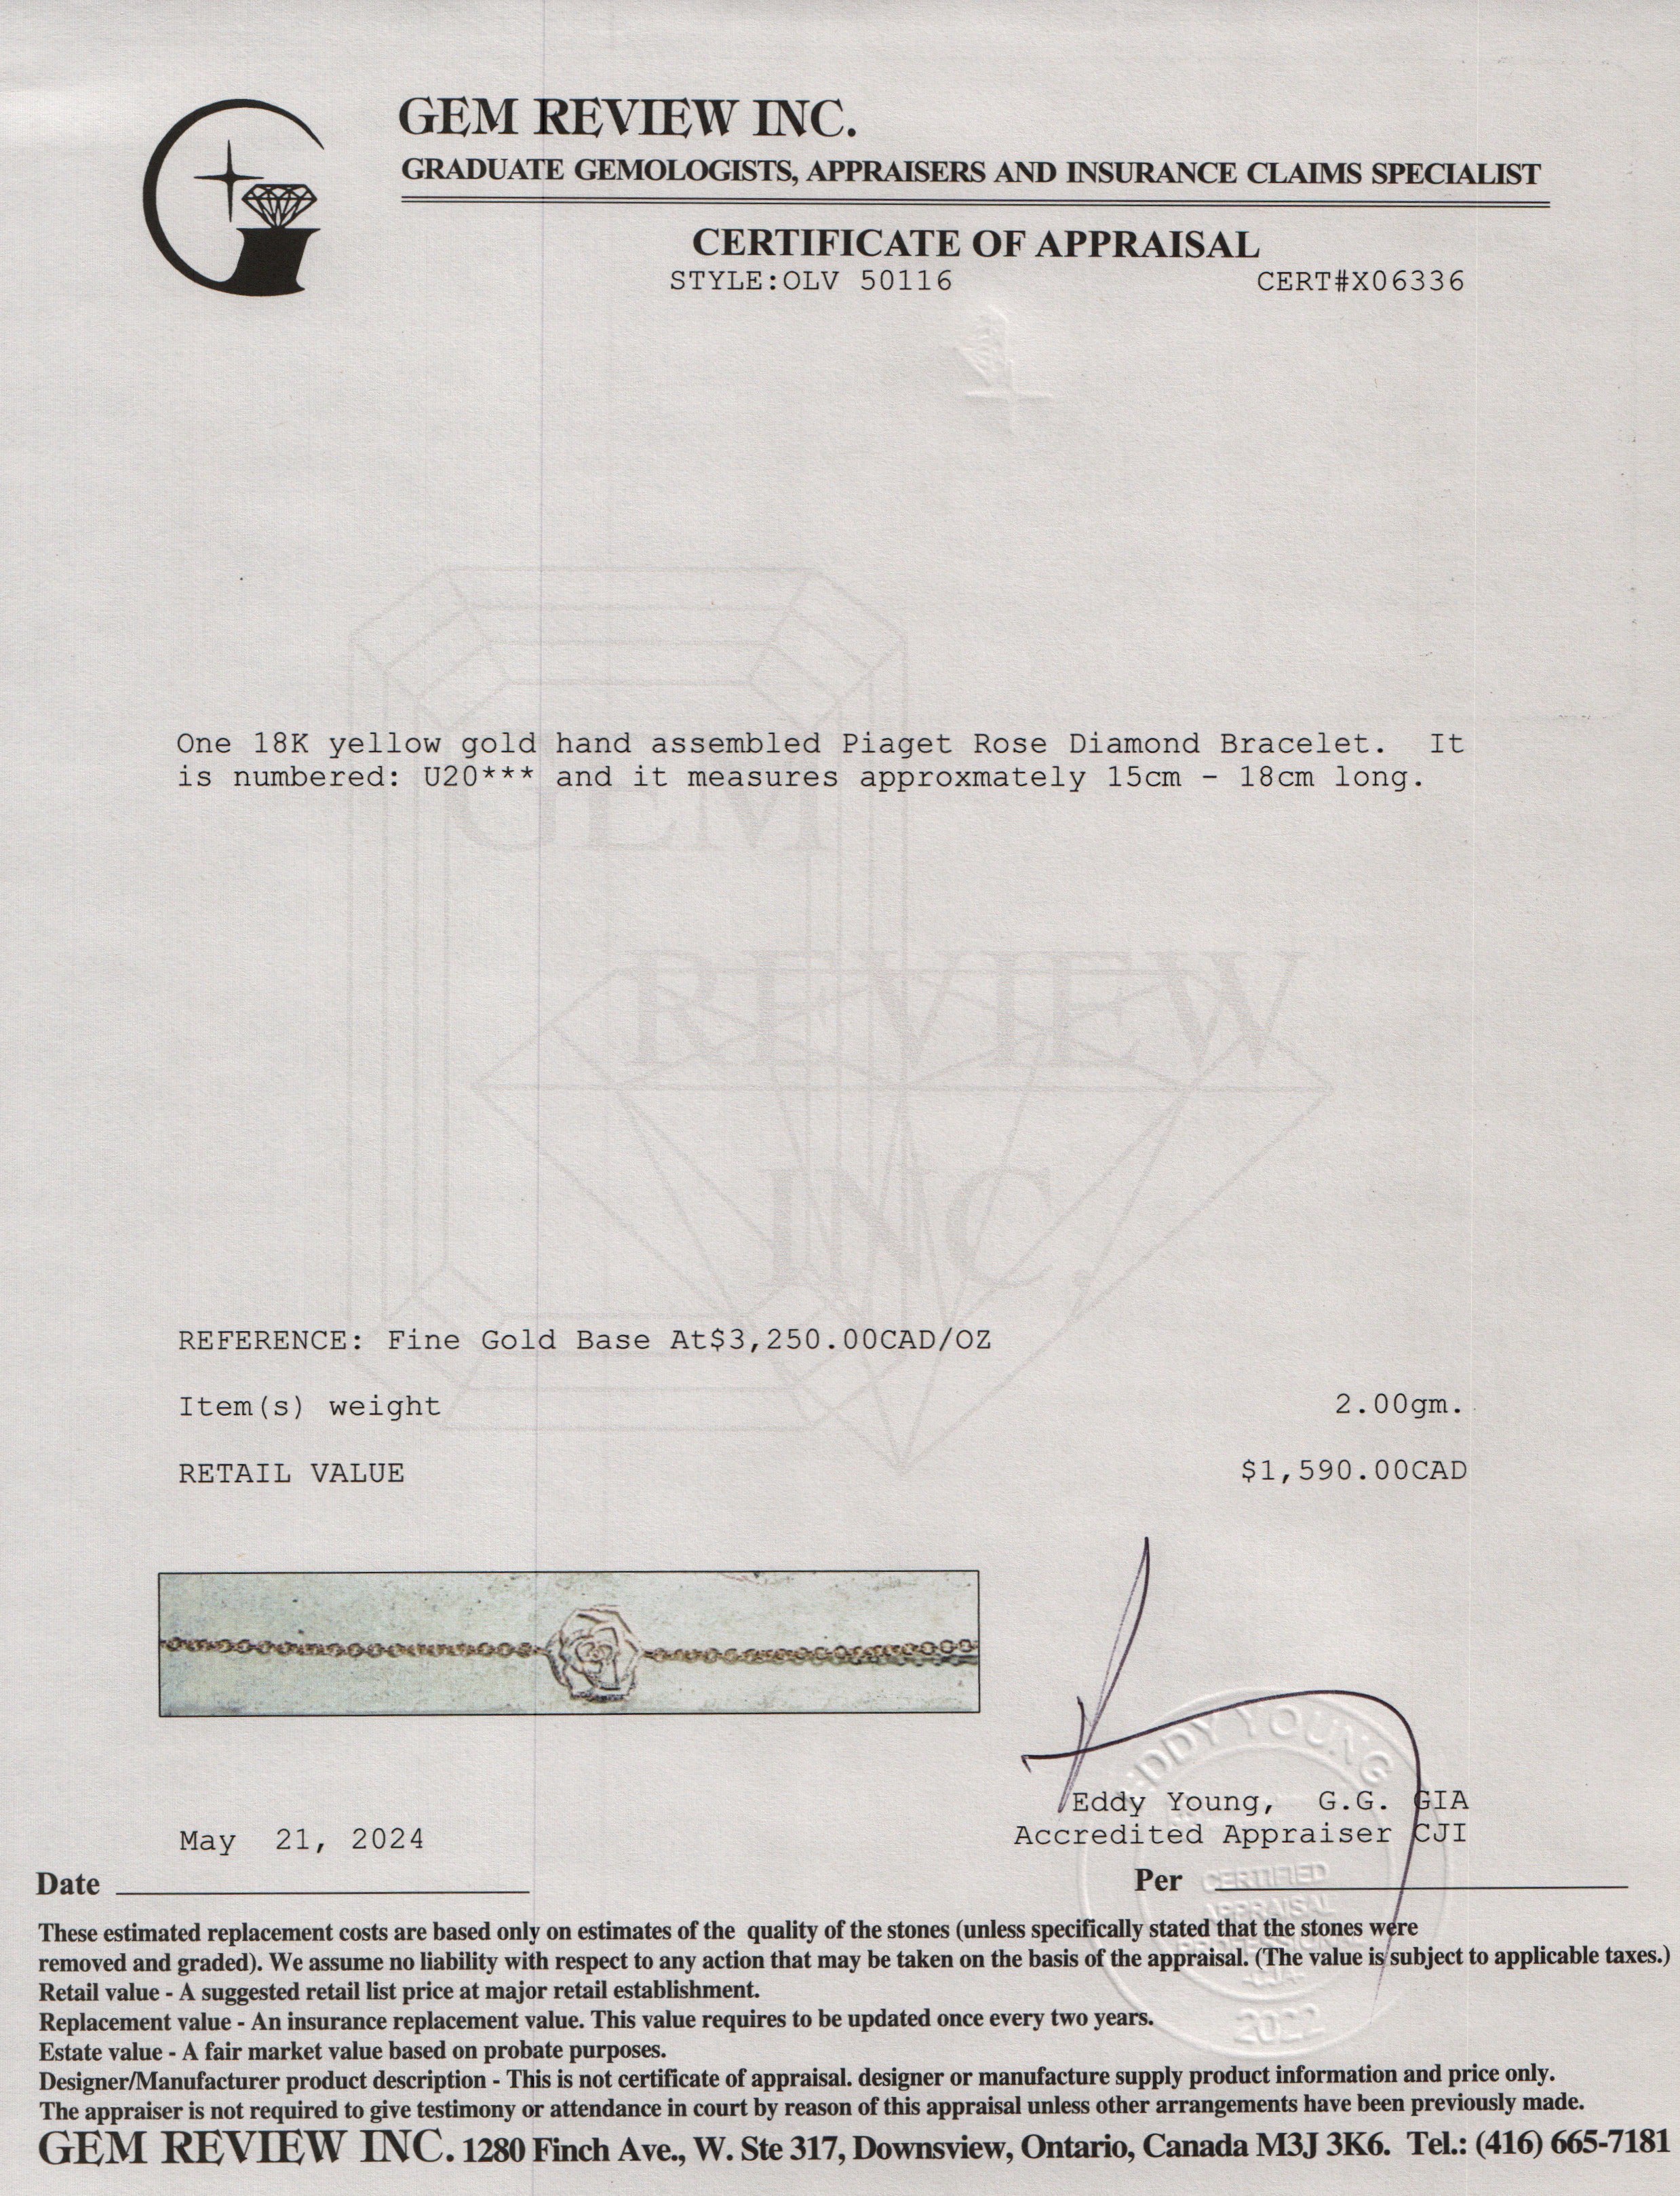 GEM REVIEW INC.
GRADUATE GEMOLOGISTS, APPRAISERS AND INSURANCE CLAIMS SPECIALIST
CERTIFICATE OF APPRAISAL
STYLE:OLV 50116 CERT#X06336
One 18K yellow gold hand assembled Piaget Rose Diamond Bracelet. It
is numbered: U20*** and it measures approxmately 15cm - 18cm long.
GEM
REVIEW
INC.
REFERENCE: Fine Gold Base At$3,250.00CAD/OZ
Item(s) weight 2.00gm.
RETAIL VALUE $1,590.00CAD
EDDY YOUNG
Eddy Young, G.G. GIA
May 21, 2024 Accredited Appraiser CJI
Date Per
CERTIFIED
APPRAISAL
2022
These estimated replacement costs are based only on estimates of the quality of the stones (unless specifically stated that the stones were
removed and graded). We assume no liability with respect to any action that may be taken on the basis of the appraisal. (The value is subject to applicable taxes.)
Retail value - A suggested retail list price at major retail establishment.
Replacement value - An insurance replacement value. This value requires to be updated once every two years.
Estate value - A fair market value based on probate purposes.
Designer/Manufacturer product description - This is not certificate of appraisal. designer or manufacture supply product information and price only.
The appraiser is not required to give testimony or attendance in court by reason of this appraisal unless other arrangements have been previously made.
GEM REVIEW INC. 1280 Finch Ave., W. Ste 317, Downsview, Ontario, Canada M3J 3K6. Tel.: (416) 665-7181